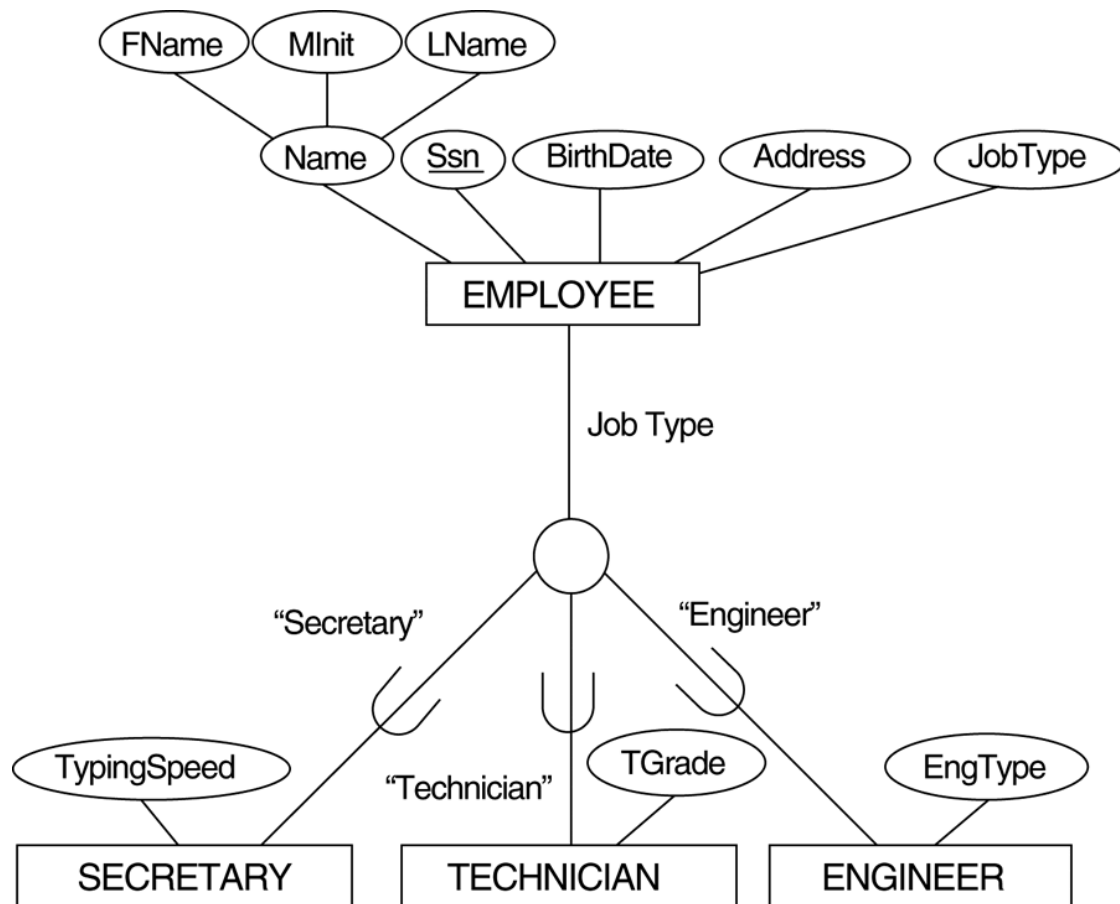 FName
MInit
LName
Name
Ssn
BirthDate
Address
JobType
EMPLOYEE
Job Type
“Secretary”
“Engineer”
TypingSpeed
“Technician”
TGrade
EngType
SECRETARY
TECHNICIAN
ENGINEER